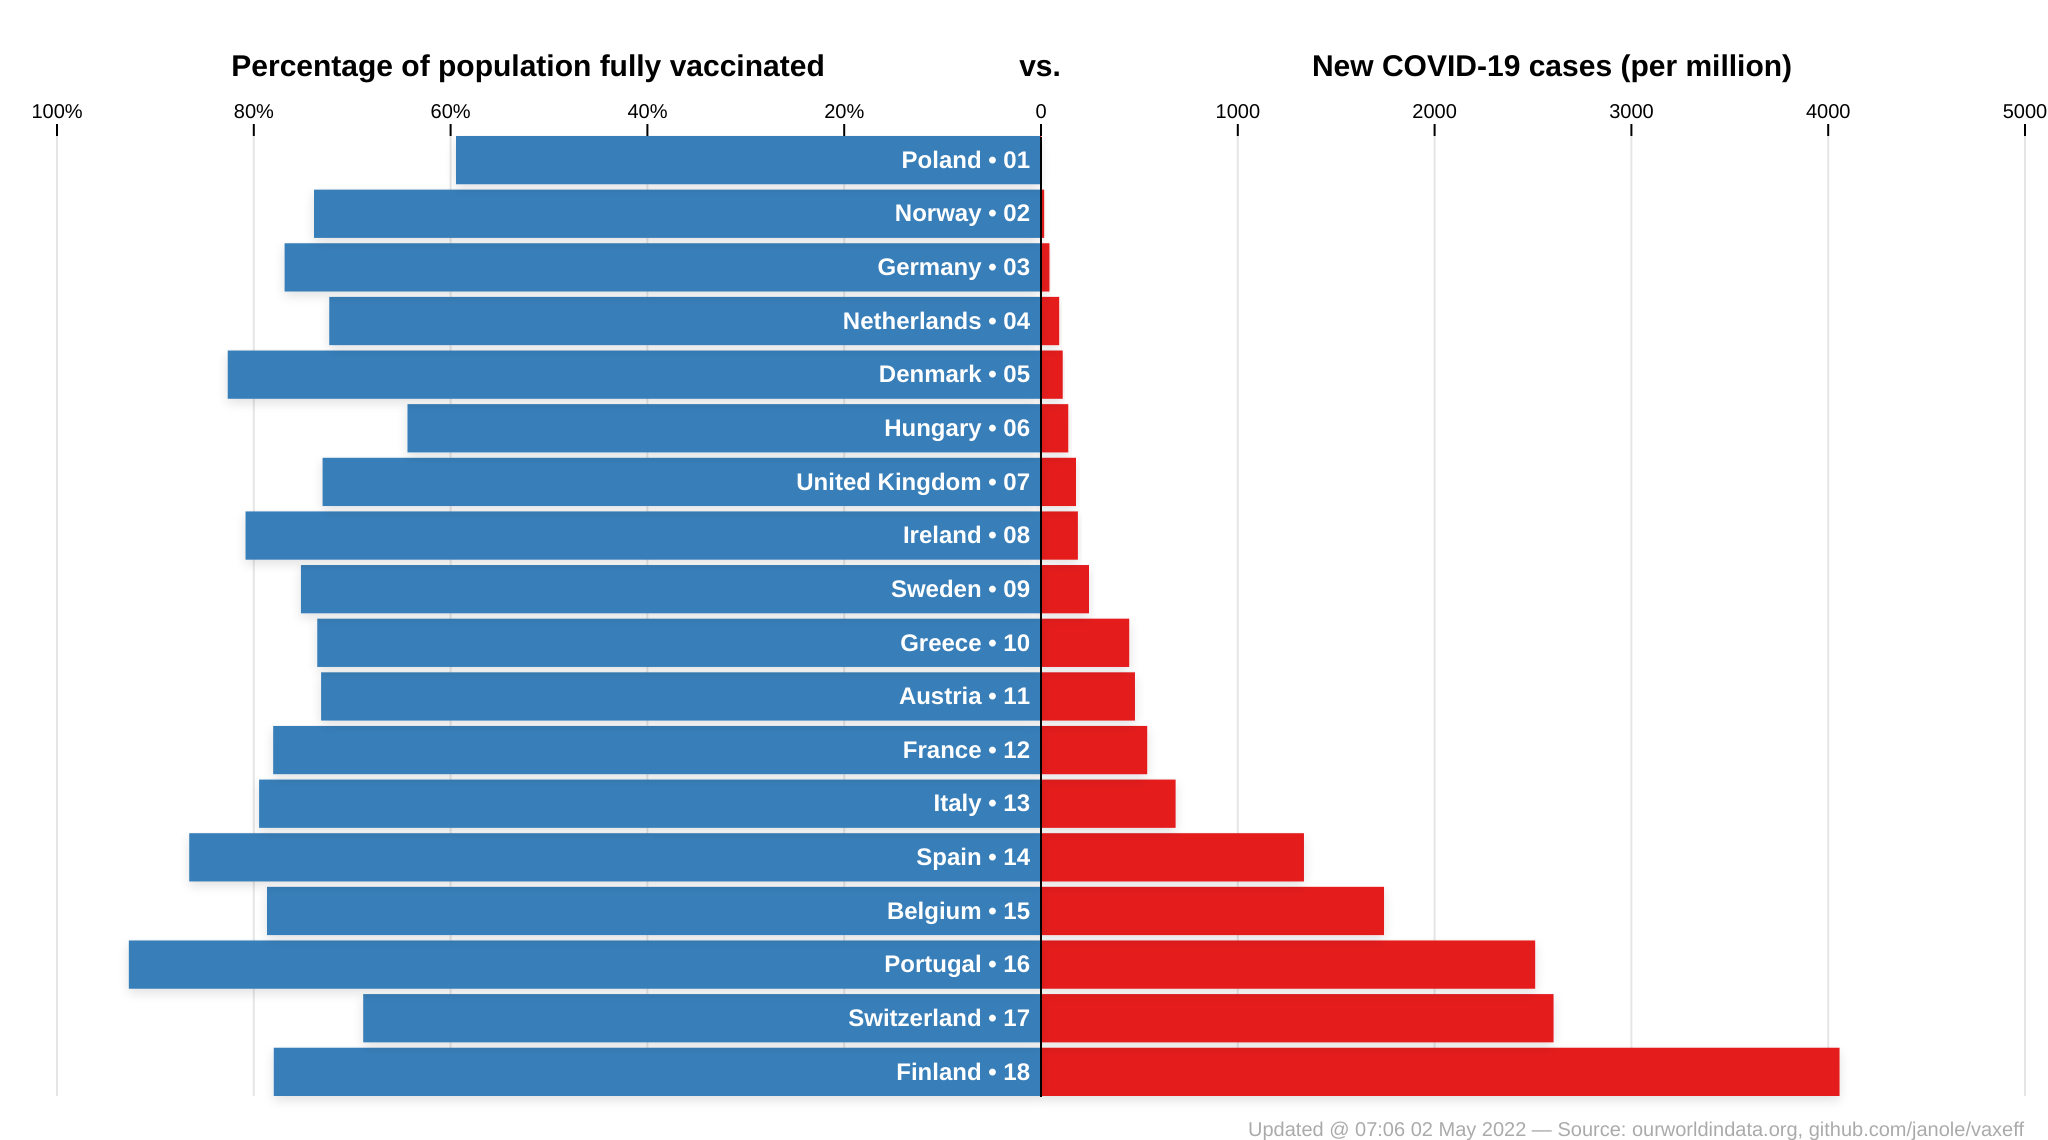 Percentage of population fully vaccinated vs. New COVID-19 cases (per million)
100% 80% 60% 40% 20% 0 1000 2000 3000 4000 5000
Poland • 01
Norway • 02
Germany • 03
Netherlands • 04
Denmark • 05
Hungary • 06
United Kingdom • 07
Ireland • 08
Sweden • 09
Greece • 10
Austria • 11
France • 12
Italy • 13
Spain • 14
Belgium • 15
Portugal • 16
Switzerland • 17
Finland • 18
Updated @ 07:06 02 May 2022 — Source: ourworldindata.org, github.com/janole/vaxeff